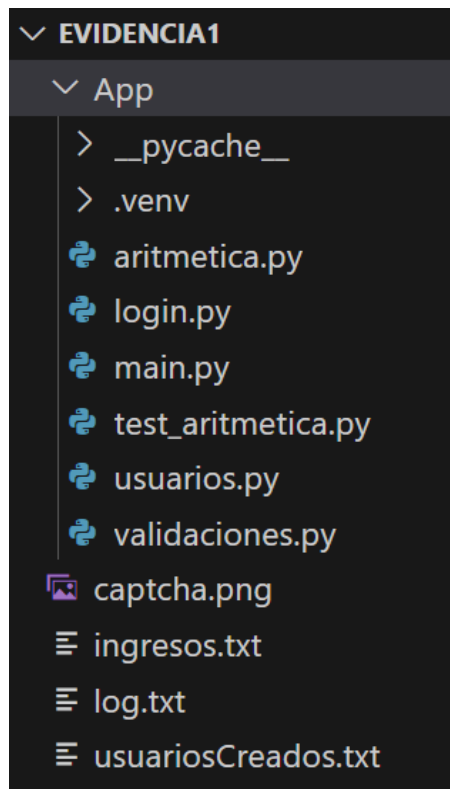 EVIDENCIA1
App
__pycache__
.venv
aritmetica.py
login.py
main.py
test_aritmetica.py
usuarios.py
validaciones.py
captcha.png
ingresos.txt
log.txt
usuariosCreados.txt